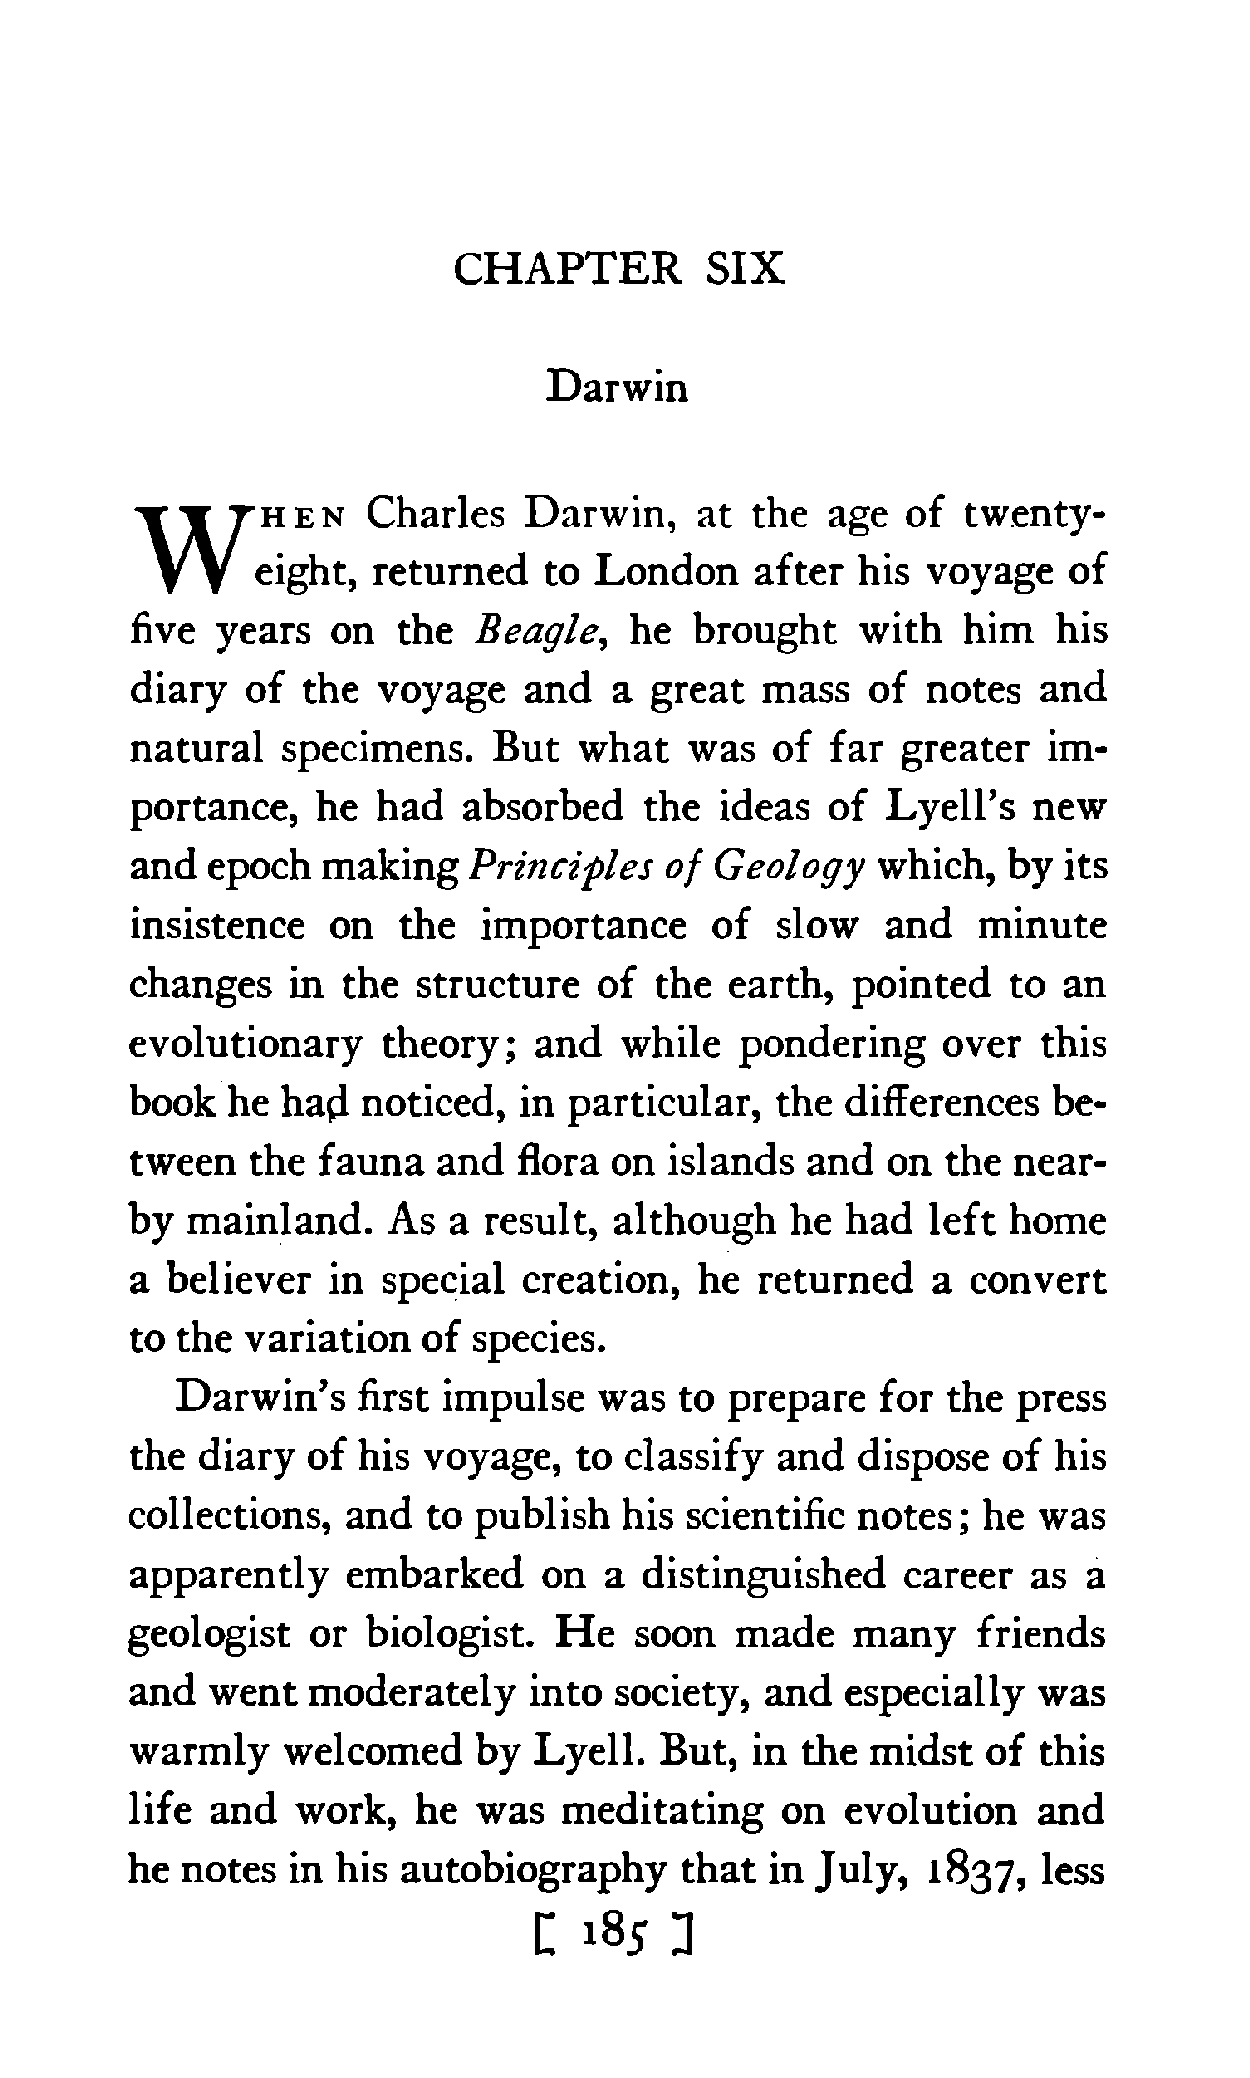 CHAPTER SIX
Darwin
WHEN Charles Darwin, at the age of twenty-
eight, returned to London after his voyage of
five years on the Beagle, he brought with him his
diary of the voyage and a great mass of notes and
natural specimens. But what was of far greater im-
portance, he had absorbed the ideas of Lyell's new
and epoch making Principles of Geology which, by its
insistence on the importance of slow and minute
changes in the structure of the earth, pointed to an
evolutionary theory; and while pondering over this
book he had noticed, in particular, the differences be-
tween the fauna and flora on islands and on the near-
by mainland. As a result, although he had left home
a believer in special creation, he returned a convert
to the variation of species.
Darwin's first impulse was to prepare for the press
the diary of his voyage, to classify and dispose of his
collections, and to publish his scientific notes; he was
apparently embarked on a distinguished career as a
geologist or biologist. He soon made many friends
and went moderately into society, and especially was
warmly welcomed by Lyell. But, in the midst of this
life and work, he was meditating on evolution and
he notes in his autobiography that in July, 1837, less
[ 185 ]